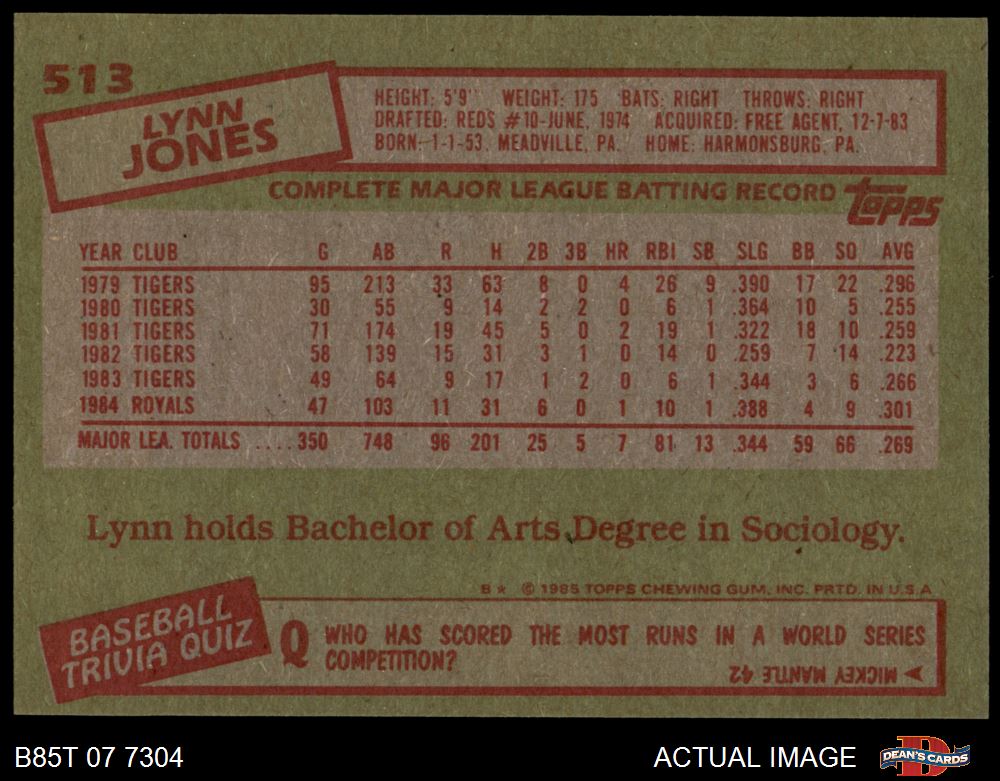 513
LYNN
JONES
HEIGHT: 5'9" WEIGHT: 175 BATS: RIGHT THROWS: RIGHT
DRAFTED: REDS #10-JUNE, 1974 ACQUIRED: FREE AGENT, 12-7-83
BORN-1-1-53, MEADVILLE, PA. HOME: HARMONSBURG, PA.
COMPLETE MAJOR LEAGUE BATTING RECORD topps
YEAR CLUB G AB R H 2B 3B HR RBI SB SLG BB SO AVG
1979 TIGERS 95 213 33 63 8 0 4 26 9 .390 17 22 .296
1980 TIGERS 30 55 9 14 2 2 0 6 1 .364 10 5 .255
1981 TIGERS 71 174 19 45 5 0 2 19 1 .322 18 10 .259
1982 TIGERS 58 139 15 31 3 1 0 14 0 .259 7 14 .223
1983 TIGERS 49 64 9 17 1 2 0 6 1 .344 3 6 .266
1984 ROYALS 47 103 11 31 6 0 1 10 1 .388 4 9 .301
MAJOR LEA. TOTALS ....350 748 96 201 25 5 7 81 13 .344 59 66 .269
Lynn holds Bachelor of Arts Degree in Sociology.
B* © 1985 TOPPS CHEWING GUM, INC. PRTD. IN U.S.A
BASEBALL
TRIVIA QUIZ
Q WHO HAS SCORED THE MOST RUNS IN A WORLD SERIES
COMPETITION?
MICKEY MANTLE 42
B85T 07 7304
ACTUAL IMAGE
DEAN'S CARDS